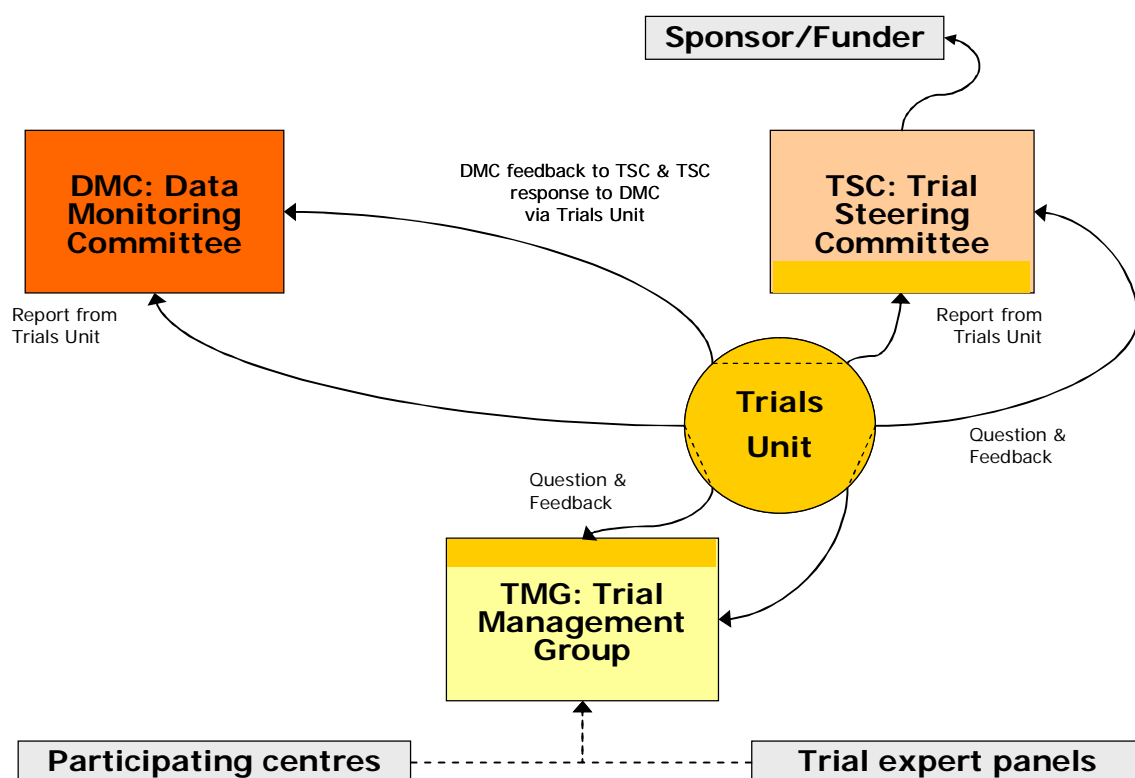 Sponsor/Funder
DMC: Data
Monitoring
Committee
DMC feedback to TSC & TSC
response to DMC
via Trials Unit
TSC: Trial
Steering
Committee
Report from
Trials Unit
Report from
Trials Unit
Trials
Unit
Question &
Feedback
Question &
Feedback
TMG: Trial
Management
Group
Participating centres
Trial expert panels